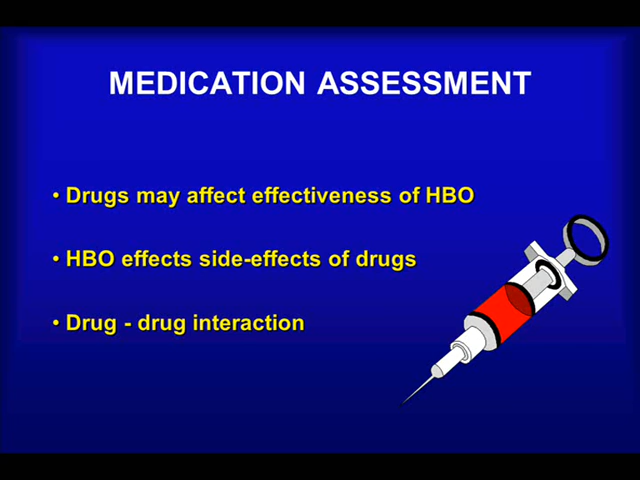 MEDICATION ASSESSMENT
• Drugs may affect effectiveness of HBO
• HBO effects side-effects of drugs
• Drug - drug interaction